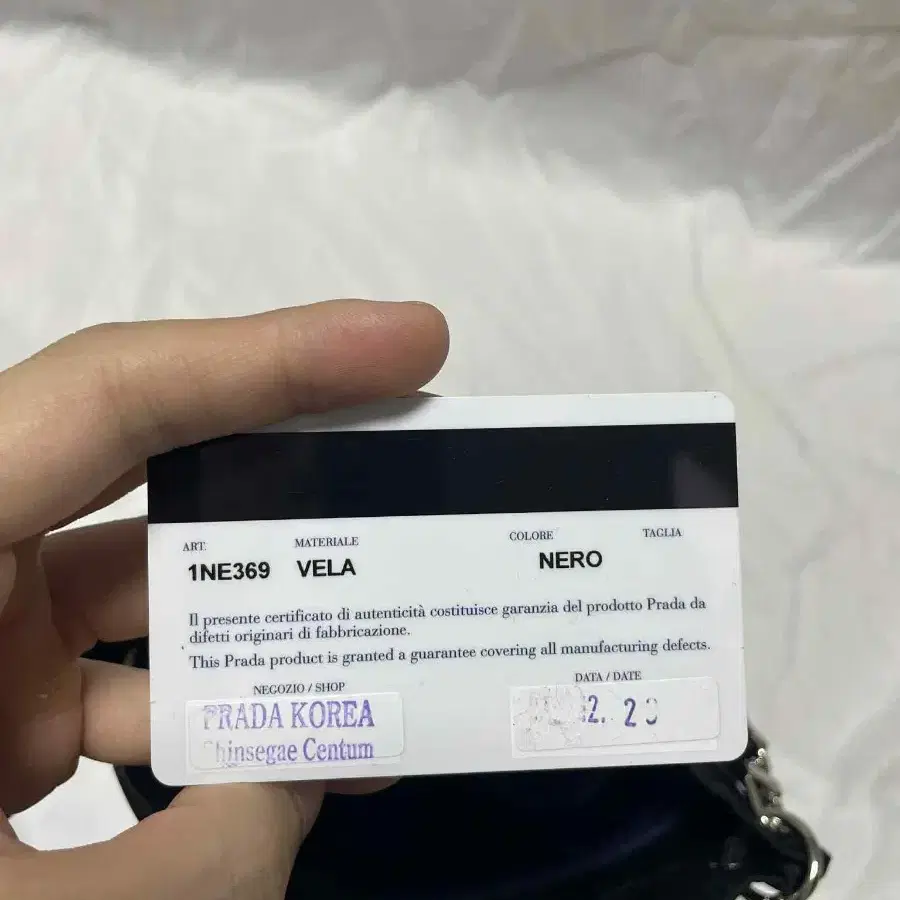 ART. MATERIALE COLORE TAGLIA
1NE369 VELA NERO
Il presente certificato di autenticità costituisce garanzia del prodotto Prada da
difetti originari di fabbricazione.
This Prada product is granted a guarantee covering all manufacturing defects.
NEGOZIO / SHOP DATA / DATE
PRADA KOREA
Shinsegae Centum